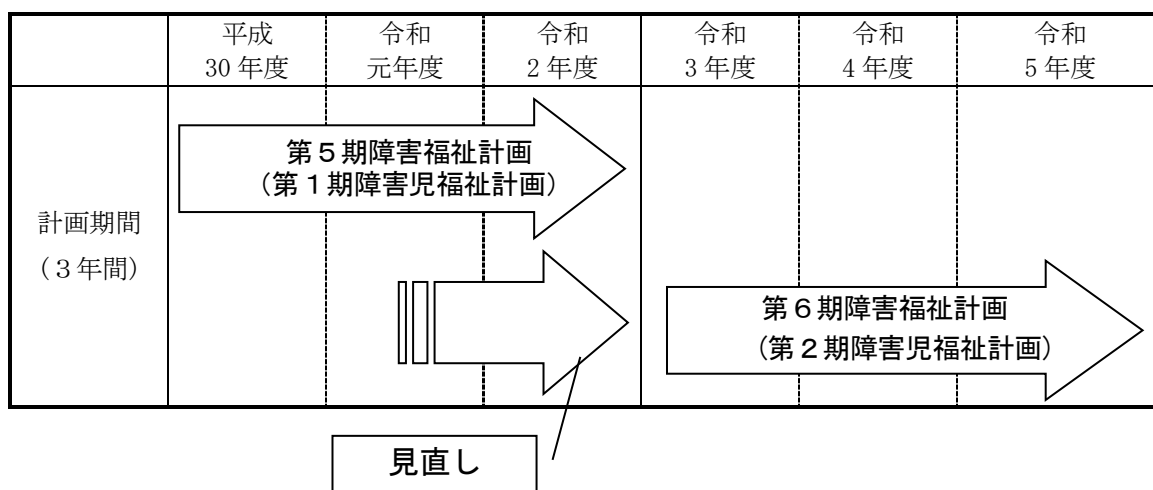 平成
30年度
令和
元年度
令和
2年度
令和
3年度
令和
4年度
令和
5年度
計画期間
（３年間）
第５期障害福祉計画
（第１期障害児福祉計画）
第６期障害福祉計画
（第２期障害児福祉計画）
見直し